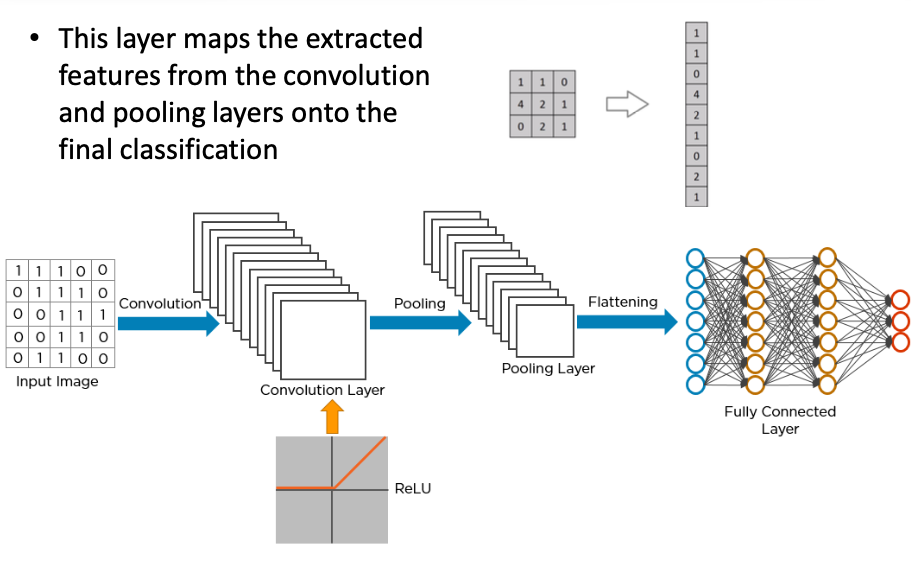 • This layer maps the extracted
features from the convolution
and pooling layers onto the
final classification
1 1 0
4 2 1
0 2 1
1
1
0
4
2
1
0
2
1
1 1 1 0 0
0 1 1 1 0
0 0 1 1 1
0 0 1 1 0
0 1 1 0 0
Input Image
Convolution
Convolution Layer
Pooling
Pooling Layer
Flattening
Fully Connected
Layer
ReLU